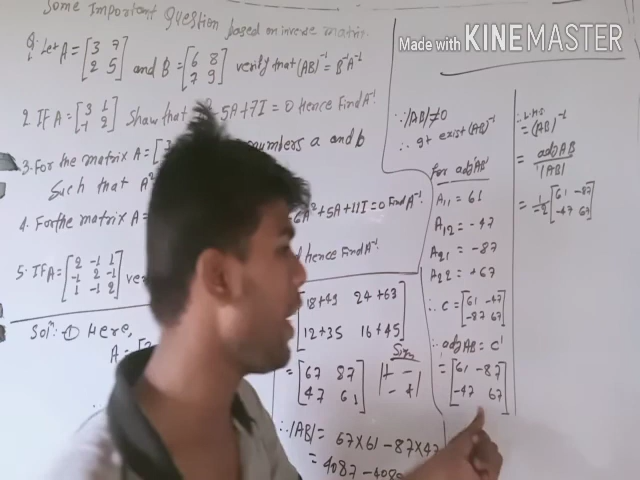 Some Important Question based on inverse matrix.
Q. Let A = [3 7
2 5] and B = [6 8
7 9] verify that (AB)⁻¹ = B⁻¹A⁻¹
2. If A = [3 1
-1 2] Shaw that 5A+7I = 0 Hence Find A⁻¹
3. For the matrix A = [ numbers a and b
Such that A²
4. For the matrix A = 6A²+5A+11I = 0 Find A⁻¹
5. If A = [2 -1 1
-1 2 -1
1 -1 2] hence Find A⁻¹
Solⁿ: ① Here,
A =
18+49 24+63
12+35 16+45
= [67 87
47 61]
Sign
+ -
- +
∴ |AB| = 67×61 - 87×47
= 4087 -
∵ |AB| ≠ 0
∴ gt exist (AB)⁻¹
For adj AB
A₁₁ = 61
A₁₂ = -47
A₂₁ = -87
A₂₂ = +67
∴ C = [61 -47
-87 67]
∴ adj AB = C'
= [61 -87
-47 67]
∴ L.H.S
= (AB)⁻¹
= adj AB
|AB|
= 1
-2 [61 -87
-47 67]
Made with KINEMASTER